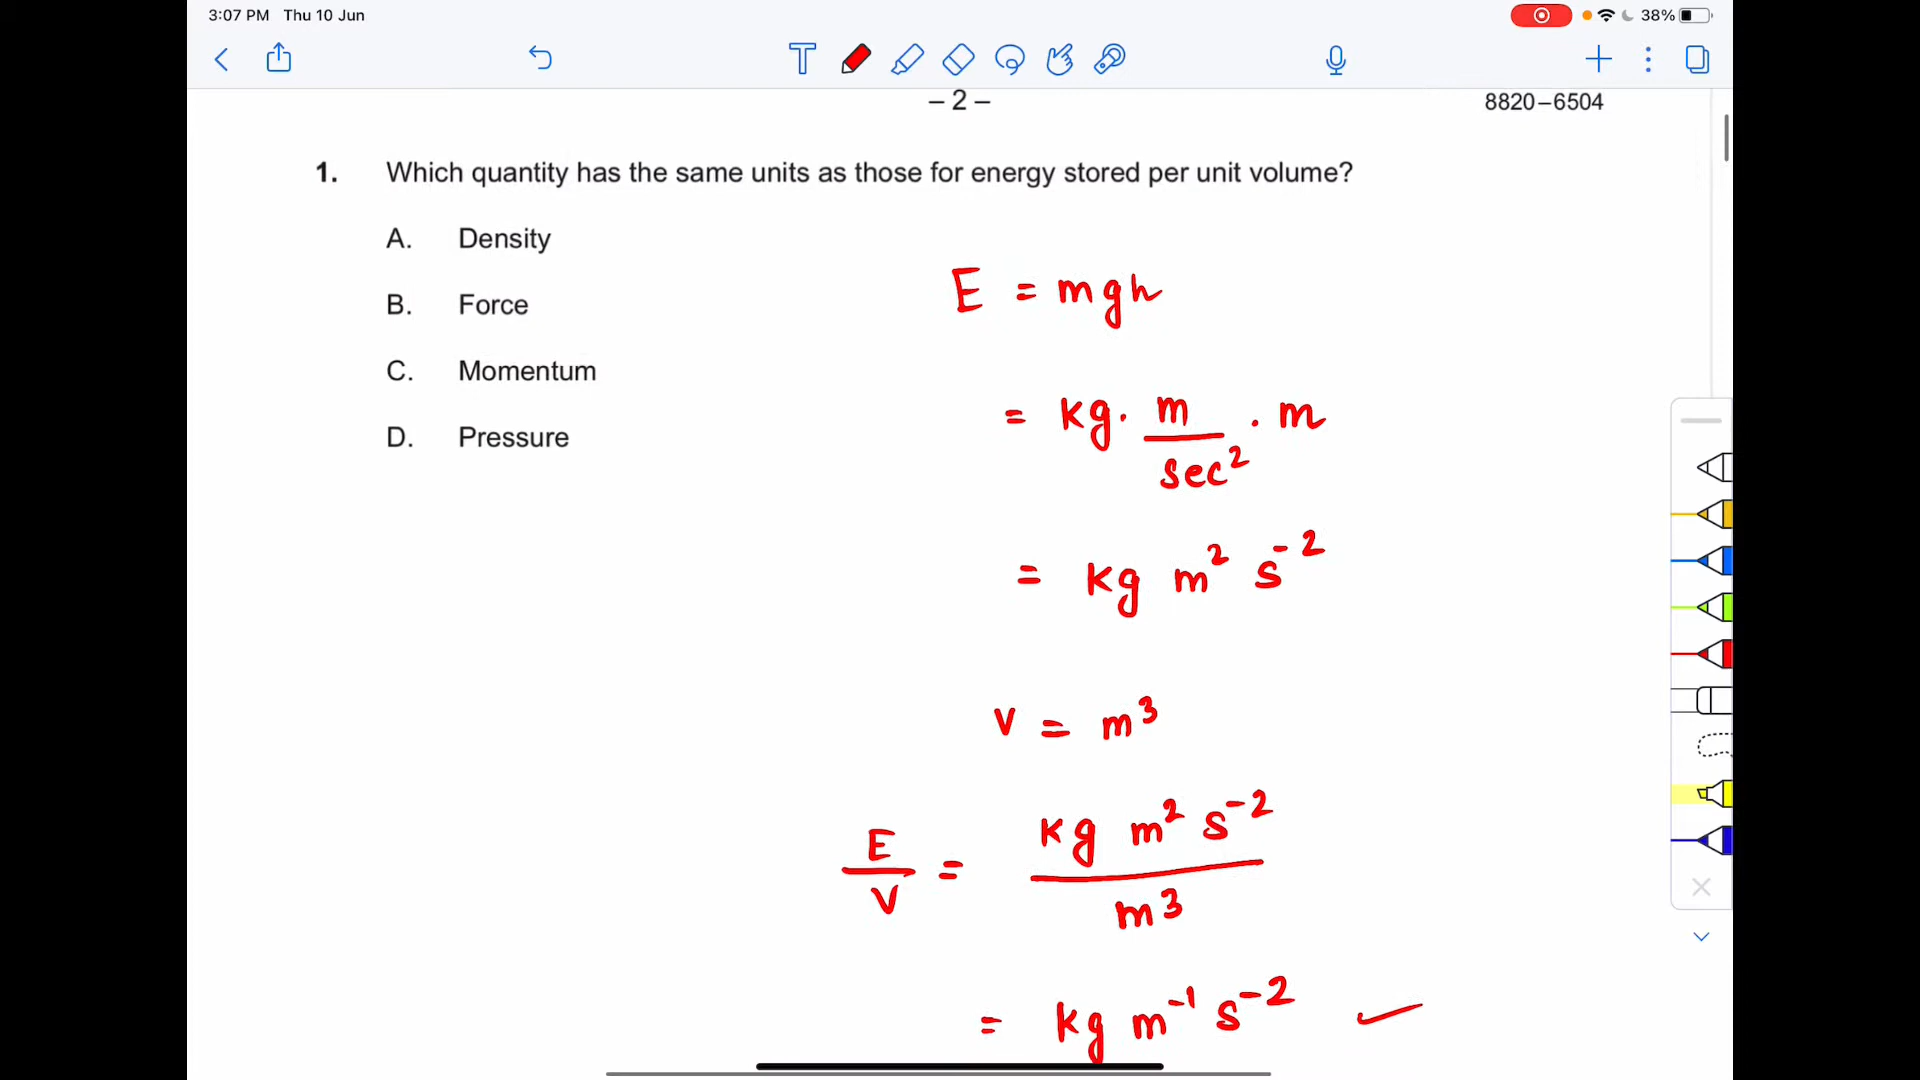 3:07 PM Thu 10 Jun 38%
T
– 2 –
8820–6504
1. Which quantity has the same units as those for energy stored per unit volume?
A. Density
B. Force
C. Momentum
D. Pressure
E = mgh
= kg · m/sec² · m
= kg m² s⁻²
V = m³
E/V = kg m² s⁻²/m³
= kg m⁻¹ s⁻² ✓